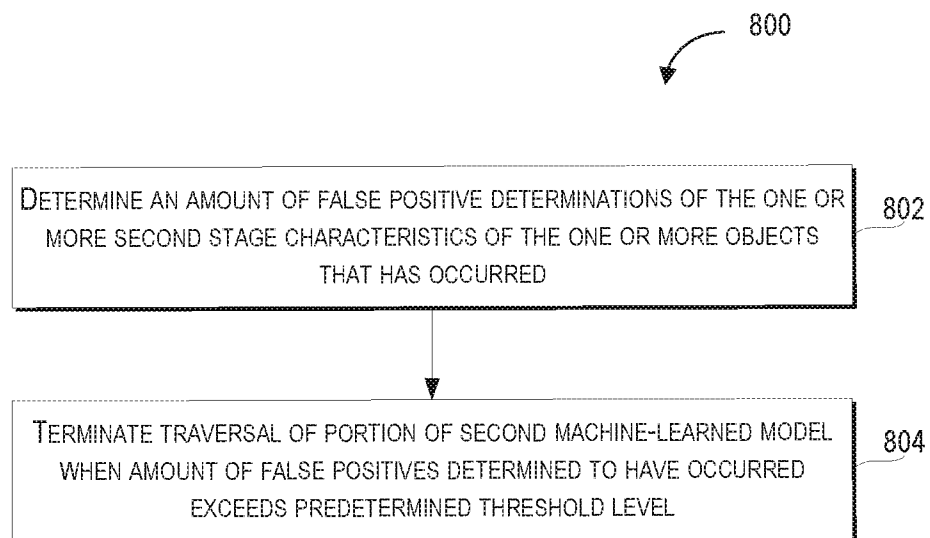 800
DETERMINE AN AMOUNT OF FALSE POSITIVE DETERMINATIONS OF THE ONE OR
MORE SECOND STAGE CHARACTERISTICS OF THE ONE OR MORE OBJECTS
THAT HAS OCCURRED
802
TERMINATE TRAVERSAL OF PORTION OF SECOND MACHINE-LEARNED MODEL
WHEN AMOUNT OF FALSE POSITIVES DETERMINED TO HAVE OCCURRED
EXCEEDS PREDETERMINED THRESHOLD LEVEL
804